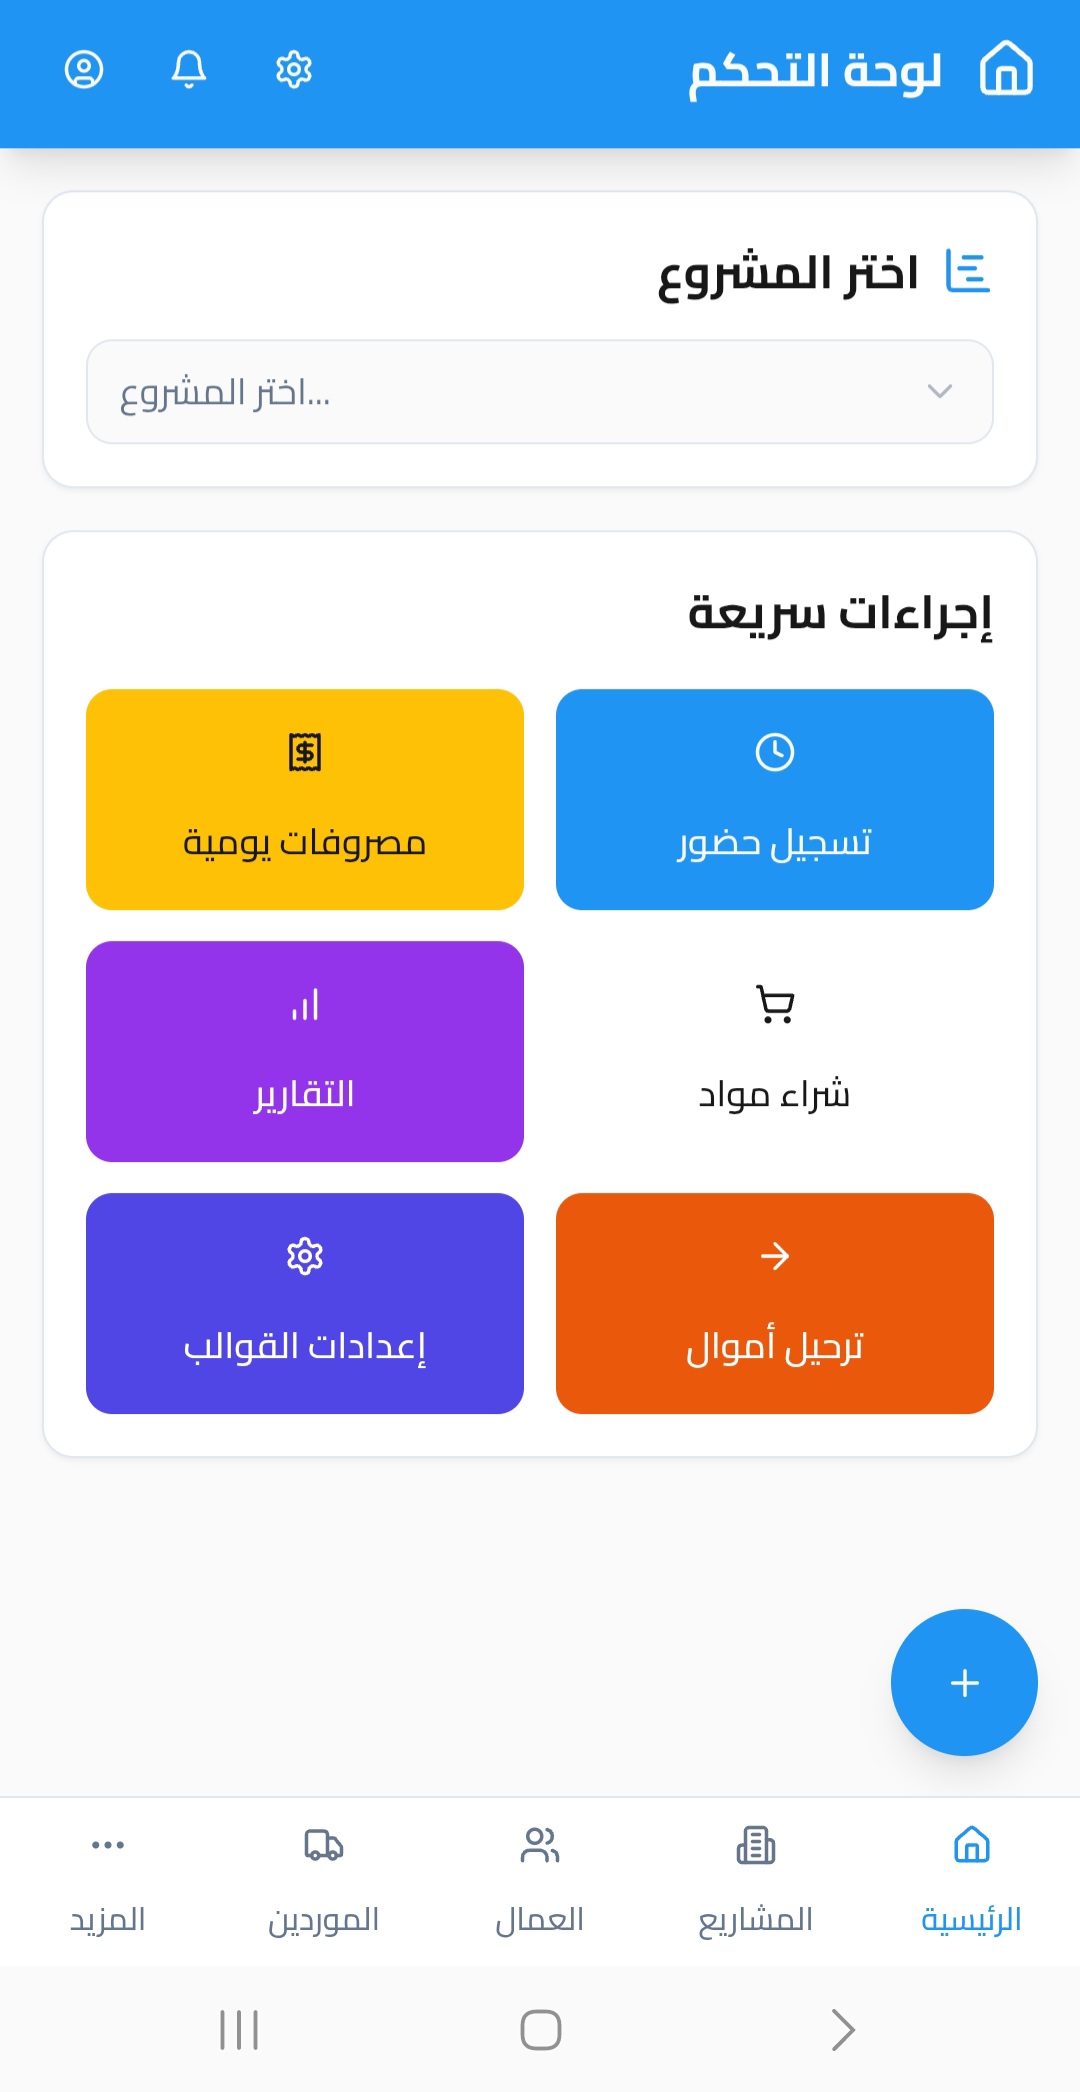 لوحة التحكم
اختر المشروع
اختر المشروع...
إجراءات سريعة
تسجيل حضور
مصروفات يومية
شراء مواد
التقارير
ترحيل أموال
إعدادات القوالب
الرئيسية
المشاريع
العمال
الموردين
المزيد